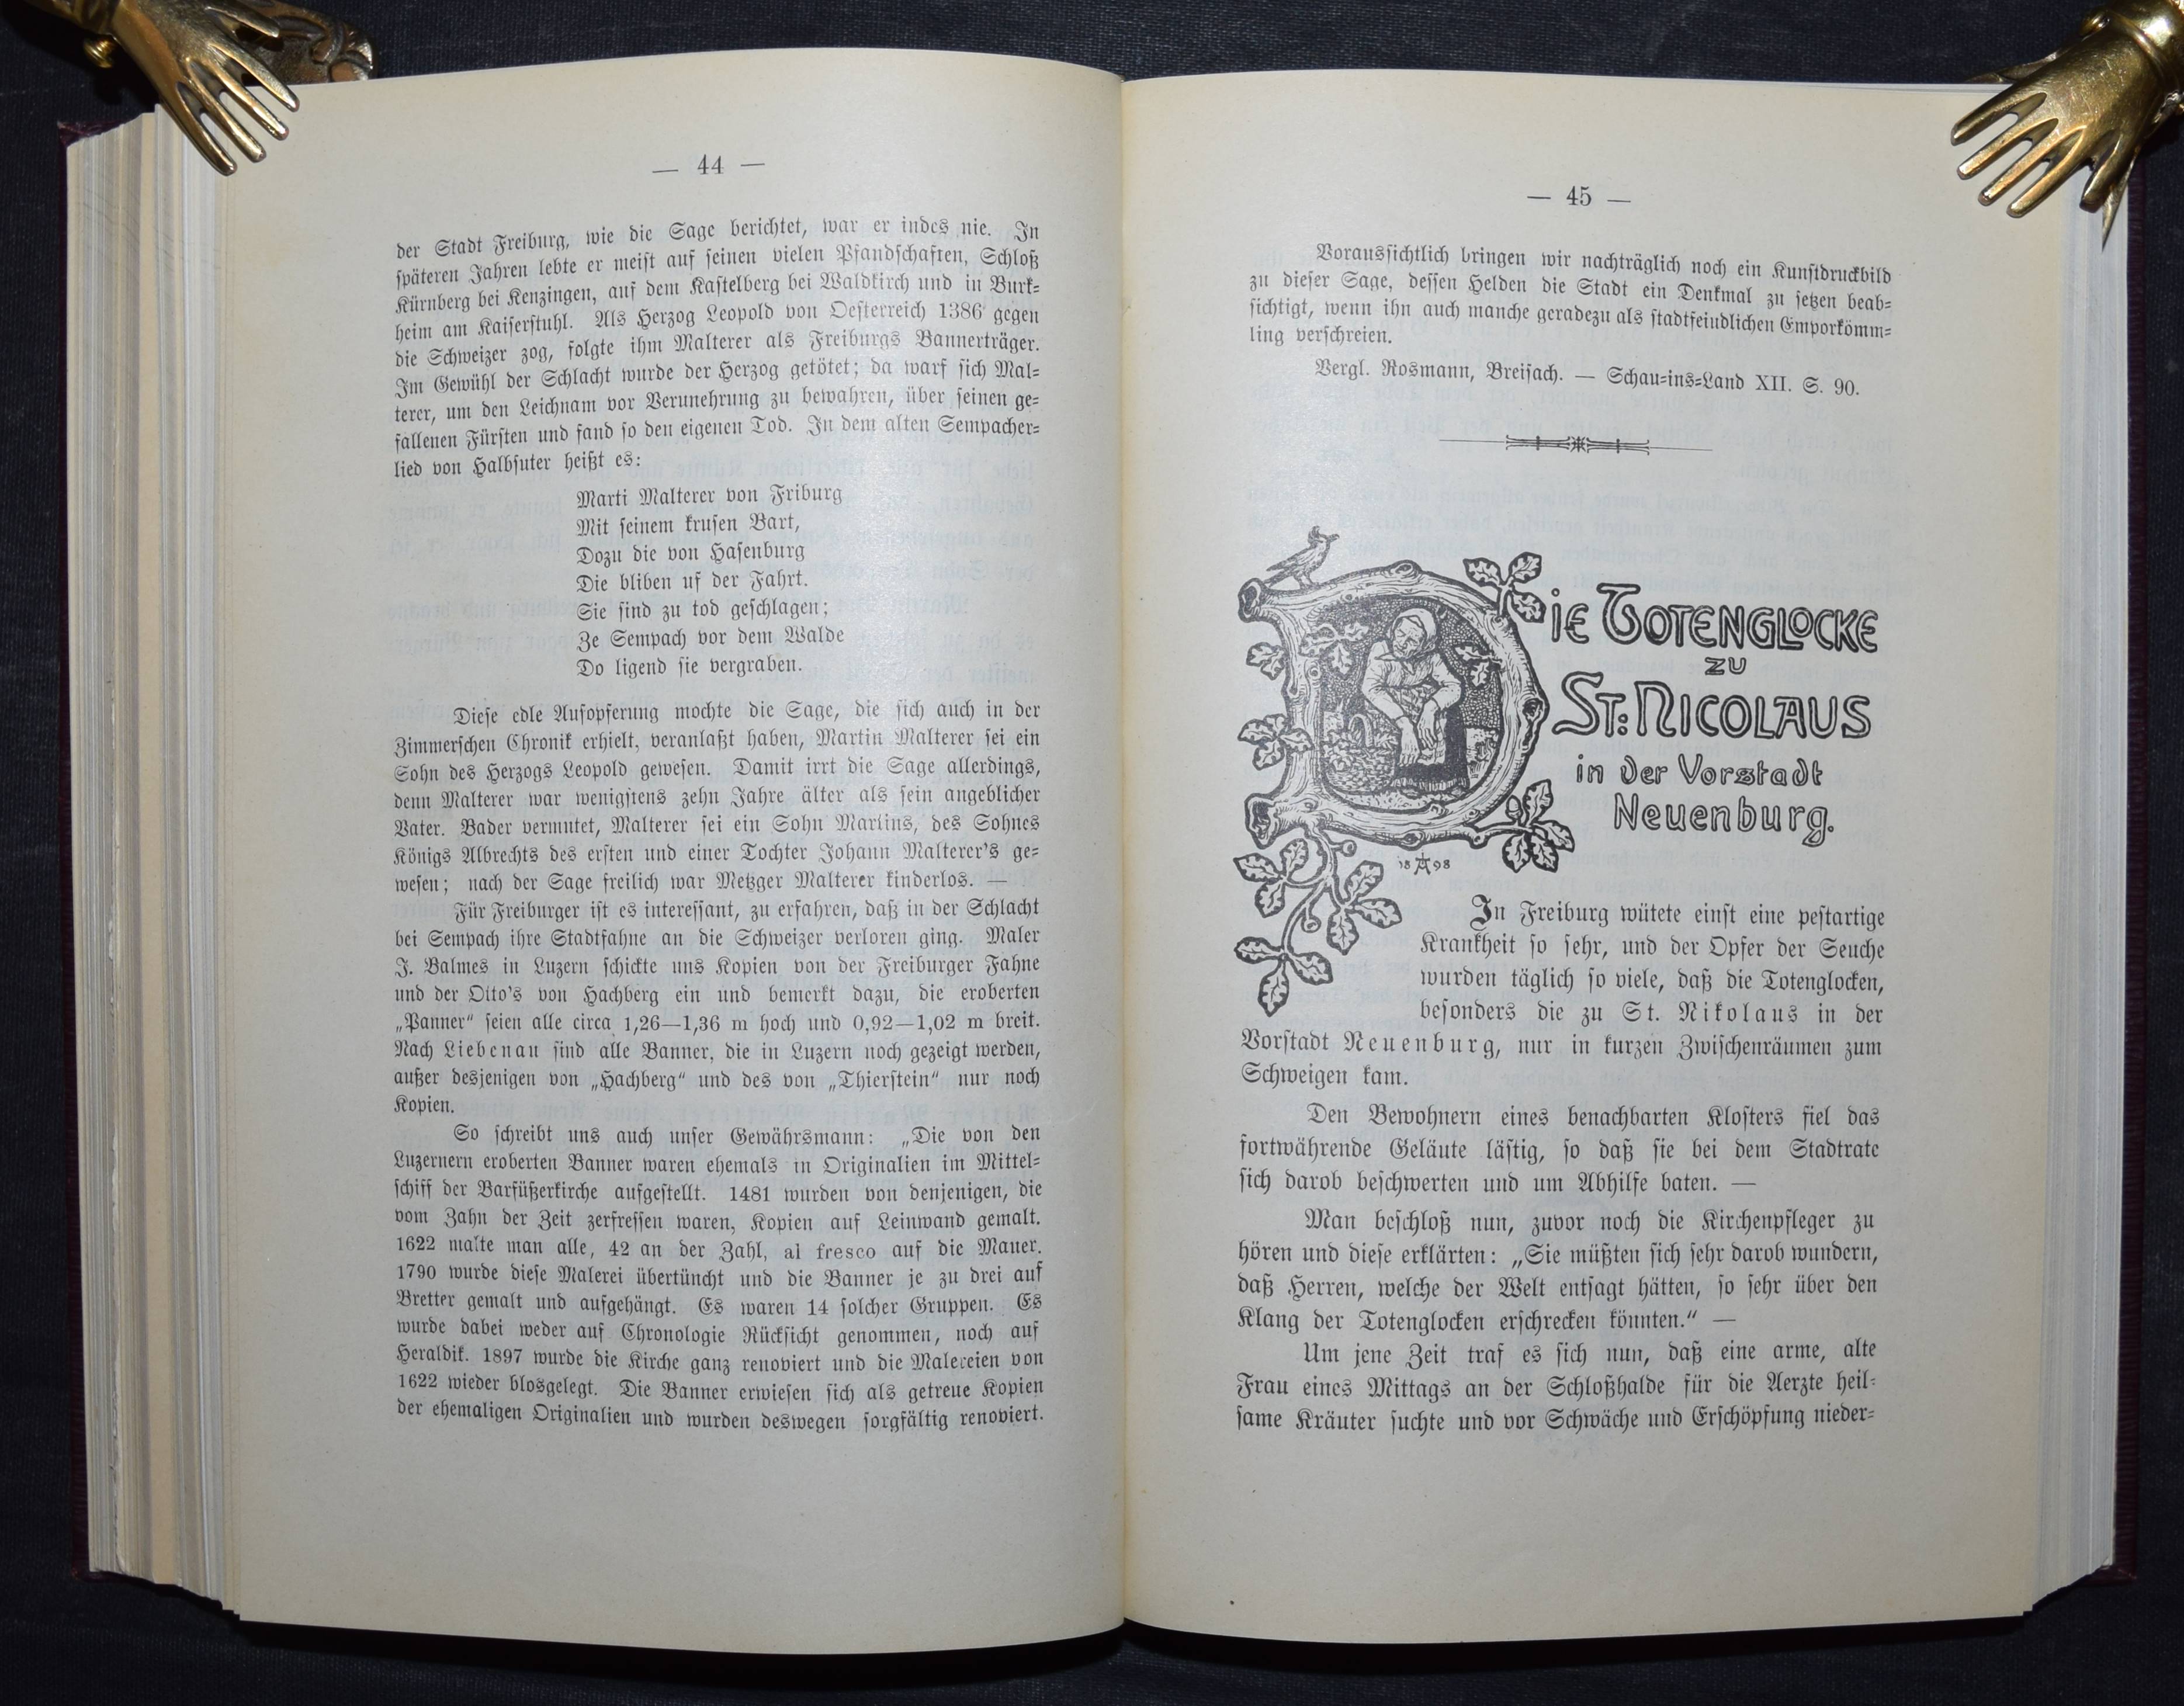 — 44 —
der Stadt Freiburg, wie die Sage berichtet, war er indes nie. In
späteren Jahren lebte er meist auf seinen vielen Pfandschaften, Schloß
Kürnberg bei Kenzingen, auf dem Kastelberg bei Waldkirch und in Burk-
heim am Kaiserstuhl. Als Herzog Leopold von Oesterreich 1386 gegen
die Schweizer zog, folgte ihm Malterer als Freiburgs Bannerträger.
Im Gewühl der Schlacht wurde der Herzog getötet; da warf sich Mal-
terer, um den Leichnam vor Verunehrung zu bewahren, über seinen ge-
fallenen Fürsten und fand so den eigenen Tod. In dem alten Sempacher-
lied von Halbsuter heißt es:
Marti Malterer von Friburg
Mit seinem krusen Bart,
Dozu die von Hasenburg
Die bliben uf der Fahrt.
Sie sind zu tod geschlagen;
Ze Sempach vor dem Walde
Do ligend sie vergraben.
Diese edle Aufopferung mochte die Sage, die sich auch in der
Zimmerschen Chronik erhielt, veranlaßt haben, Martin Malterer sei ein
Sohn des Herzogs Leopold gewesen. Damit irrt die Sage allerdings,
denn Malterer war wenigstens zehn Jahre älter als sein angeblicher
Vater. Bader vermutet, Malterer sei ein Sohn Martins, des Sohnes
Königs Albrechts des ersten und einer Tochter Johann Malterer's ge-
wesen; nach der Sage freilich war Metzger Malterer kinderlos. —
Für Freiburger ist es interessant, zu erfahren, daß in der Schlacht
bei Sempach ihre Stadtfahne an die Schweizer verloren ging. Maler
J. Balmes in Luzern schickte uns Kopien von der Freiburger Fahne
und der Otto's von Hachberg ein und bemerkt dazu, die eroberten
„Panner“ seien alle circa 1,26—1,36 m hoch und 0,92—1,02 m breit.
Nach Liebenau sind alle Banner, die in Luzern noch gezeigt werden,
außer desjenigen von „Hachberg“ und des von „Thierstein“ nur noch
Kopien.
So schreibt uns auch unser Gewährsmann: „Die von den
Luzernern eroberten Banner waren ehemals in Originalien im Mittel-
schiff der Barfüßerkirche aufgestellt. 1481 wurden von denjenigen, die
vom Zahn der Zeit zerfressen waren, Kopien auf Leinwand gemalt.
1622 malte man alle, 42 an der Zahl, al fresco auf die Mauer.
1790 wurde diese Malerei übertüncht und die Banner je zu drei auf
Bretter gemalt und aufgehängt. Es waren 14 solcher Gruppen. Es
wurde dabei weder auf Chronologie Rücksicht genommen, noch auf
Heraldik. 1897 wurde die Kirche ganz renoviert und die Malereien von
1622 wieder blosgelegt. Die Banner erwiesen sich als getreue Kopien
der ehemaligen Originalien und wurden deswegen sorgfältig renoviert.
— 45 —
Voraussichtlich bringen wir nachträglich noch ein Kunstdruckbild
zu dieser Sage, dessen Helden die Stadt ein Denkmal zu setzen beab-
sichtigt, wenn ihn auch manche geradezu als stadtfeindlichen Emporkömm-
ling verschreien.
Vergl. Rosmann, Breisach. — Schau-ins-Land XII. S. 90.
DIE TOTENGLOCKE
ZU
ST: NICOLAUS
in der Vorstadt
Neuenburg.
18 98
In Freiburg wütete einst eine pestartige
Krankheit so sehr, und der Opfer der Seuche
wurden täglich so viele, daß die Totenglocken,
besonders die zu St. Nikolaus in der
Vorstadt Neuenburg, nur in kurzen Zwischenräumen zum
Schweigen kam.
Den Bewohnern eines benachbarten Klosters fiel das
fortwährende Geläute lästig, so daß sie bei dem Stadtrate
sich darob beschwerten und um Abhilfe baten. —
Man beschloß nun, zuvor noch die Kirchenpfleger zu
hören und diese erklärten: „Sie müßten sich sehr darob wundern,
daß Herren, welche der Welt entsagt hätten, so sehr über den
Klang der Totenglocken erschrecken könnten.“ —
Um jene Zeit traf es sich nun, daß eine arme, alte
Frau eines Mittags an der Schloßhalde für die Aerzte heil-
same Kräuter suchte und vor Schwäche und Erschöpfung nieder-